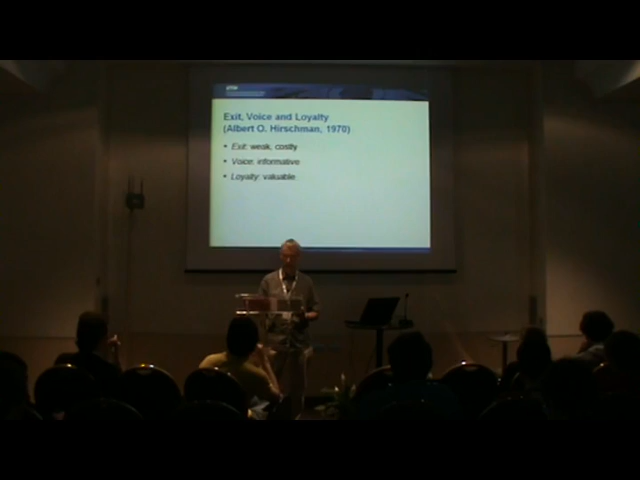 Exit, Voice and Loyalty
(Albert O. Hirschman, 1970)
• Exit: weak, costly
• Voice: informative
• Loyalty: valuable